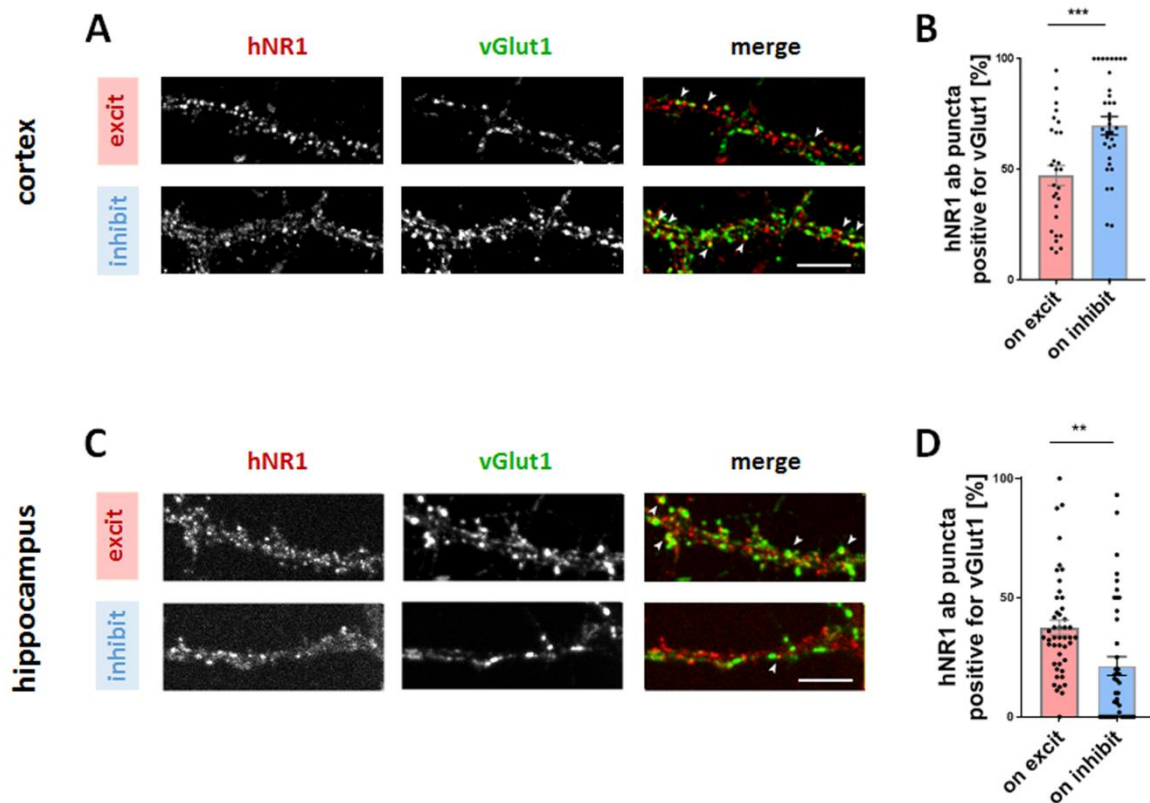 A
hNR1
vGlut1
merge
cortex
excit
inhibit
B
***
hNR1 ab puncta
positive for vGlut1 [%]
100
50
0
on excit
on inhibit
C
hNR1
vGlut1
merge
hippocampus
excit
inhibit
D
**
hNR1 ab puncta
positive for vGlut1 [%]
100
50
0
on excit
on inhibit